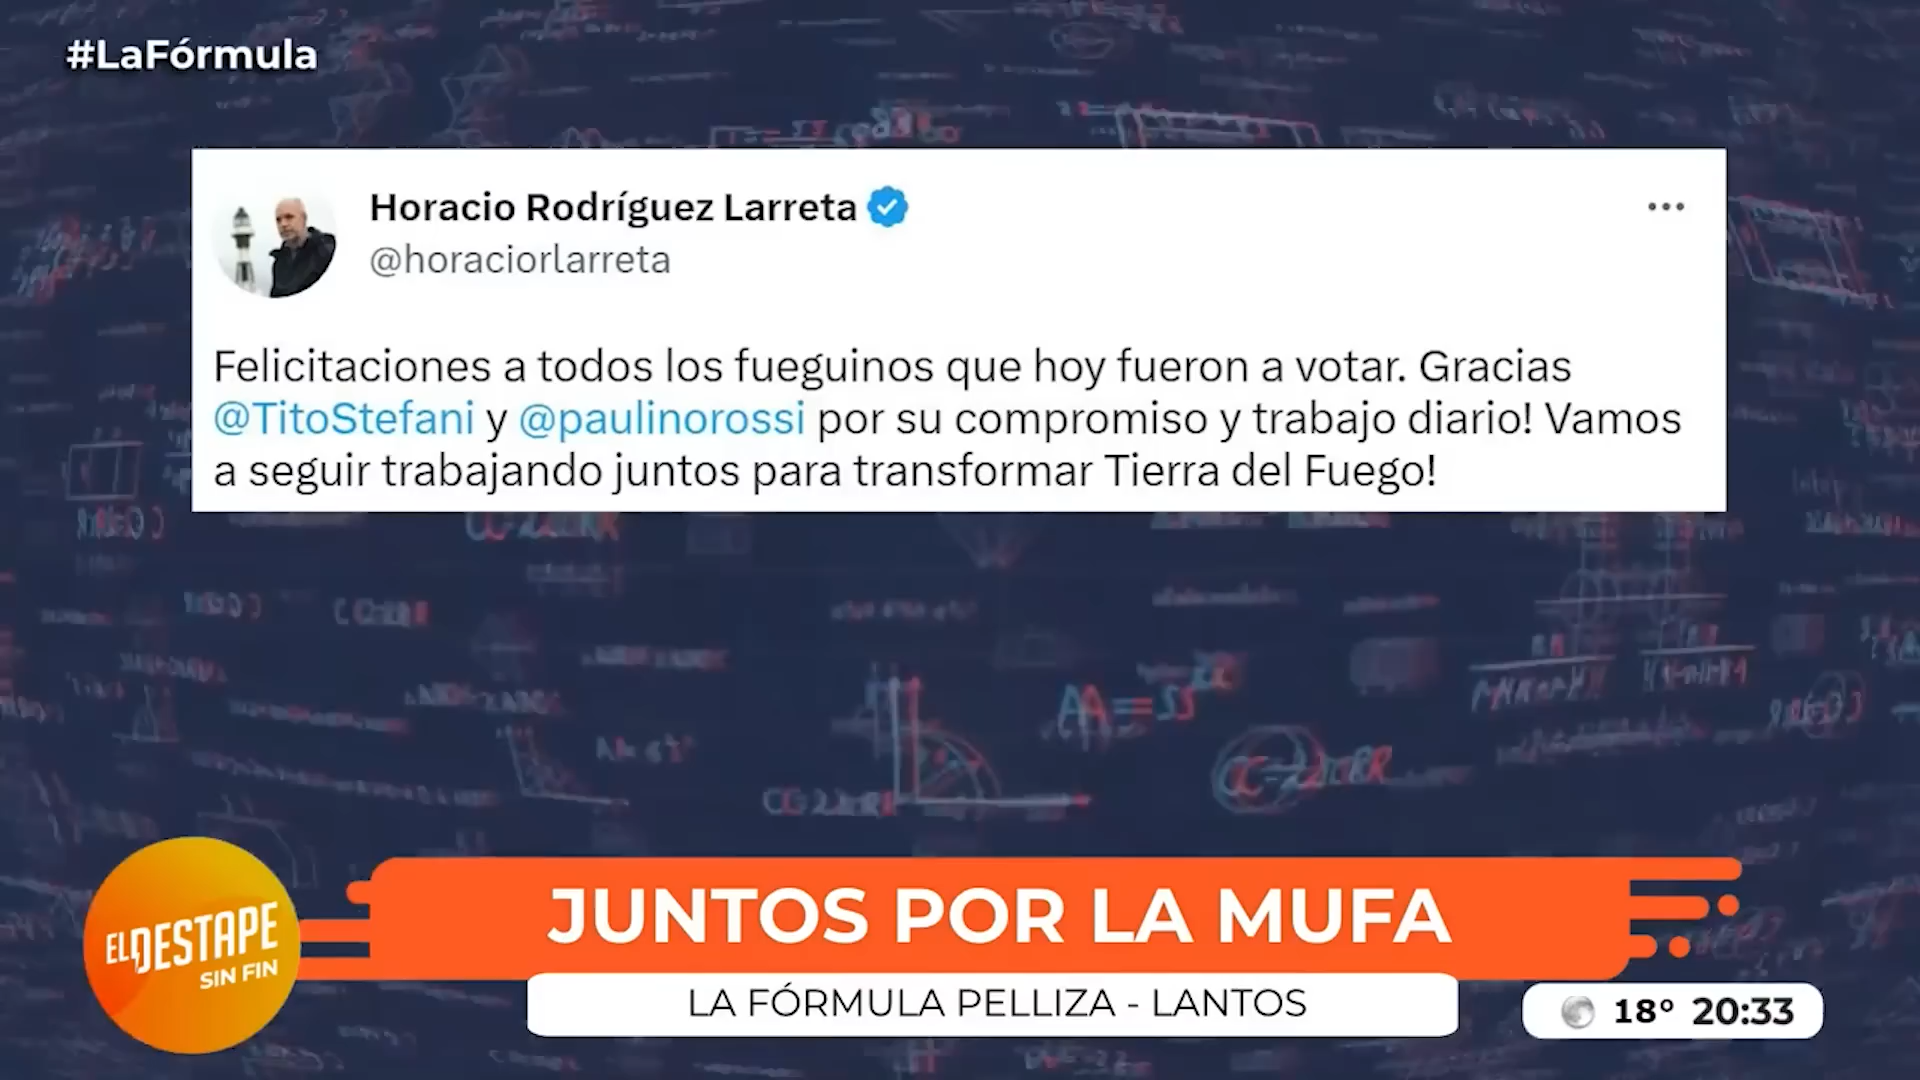 #LaFórmula
Horacio Rodríguez Larreta
@horaciorlarreta
Felicitaciones a todos los fueguinos que hoy fueron a votar. Gracias
@TitoStefani y @paulinorossi por su compromiso y trabajo diario! Vamos
a seguir trabajando juntos para transformar Tierra del Fuego!
JUNTOS POR LA MUFA
EL DESTAPE
SIN FIN
LA FÓRMULA PELLIZA - LANTOS
18° 20:33